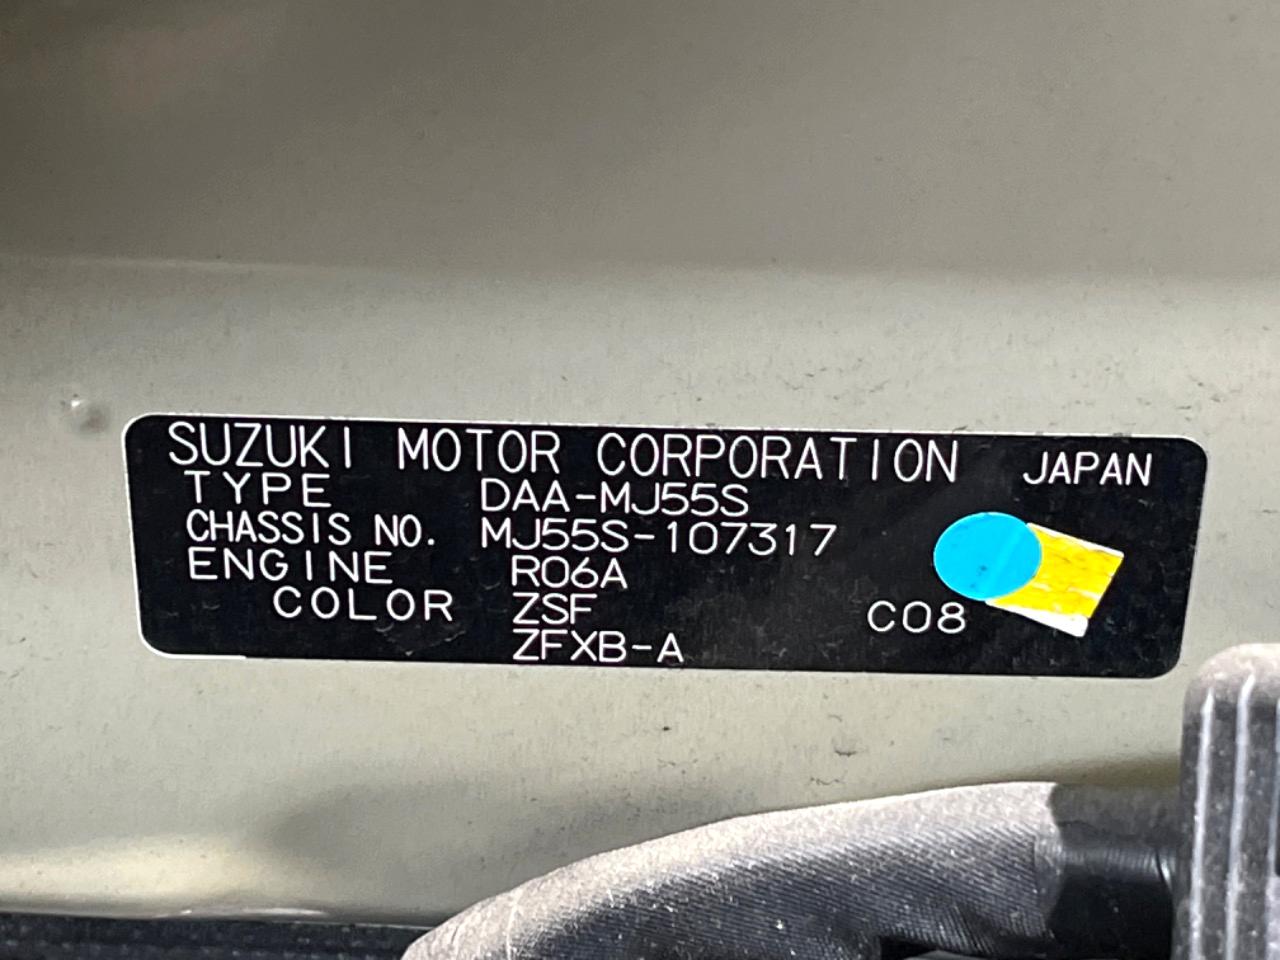 SUZUKI MOTOR CORPORATION JAPAN
TYPE DAA-MJ55S
CHASSIS NO. MJ55S-107317
ENGINE R06A
COLOR ZSF C08
ZFXB-A